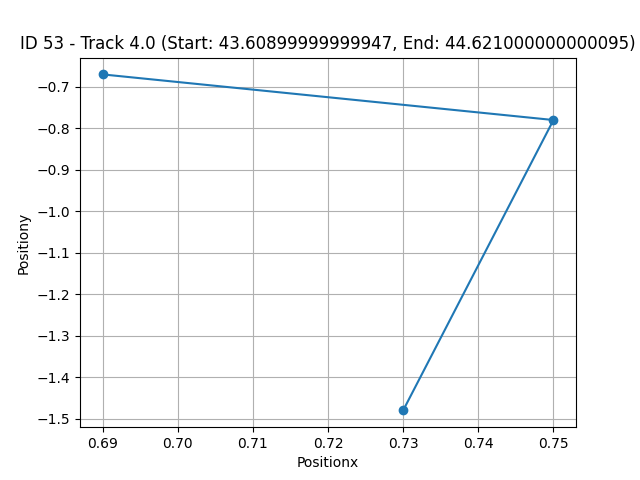 ID 53 - Track 4.0 (Start: 43.60899999999947, End: 44.621000000000095)
−0.7
−0.8
−0.9
−1.0
−1.1
−1.2
−1.3
−1.4
−1.5
Positiony
0.69 0.70 0.71 0.72 0.73 0.74 0.75
Positionx